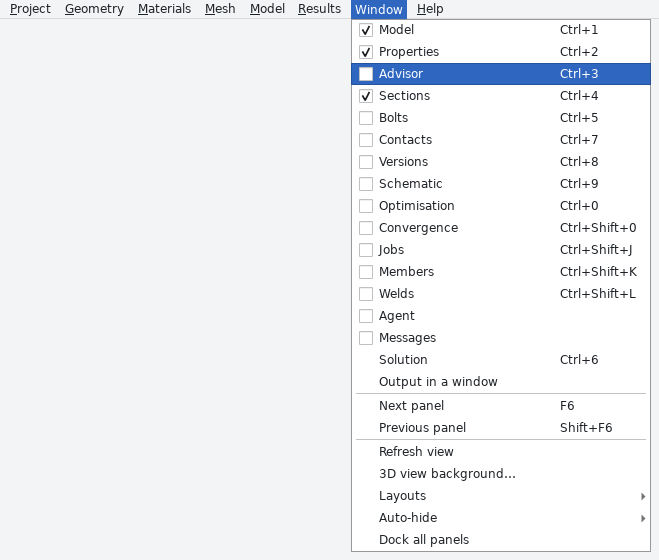 Project Geometry Materials Mesh Model Results Window Help
Model Ctrl+1
Properties Ctrl+2
Advisor Ctrl+3
Sections Ctrl+4
Bolts Ctrl+5
Contacts Ctrl+7
Versions Ctrl+8
Schematic Ctrl+9
Optimisation Ctrl+0
Convergence Ctrl+Shift+0
Jobs Ctrl+Shift+J
Members Ctrl+Shift+K
Welds Ctrl+Shift+L
Agent
Messages
Solution Ctrl+6
Output in a window
Next panel F6
Previous panel Shift+F6
Refresh view
3D view background...
Layouts
Auto-hide
Dock all panels